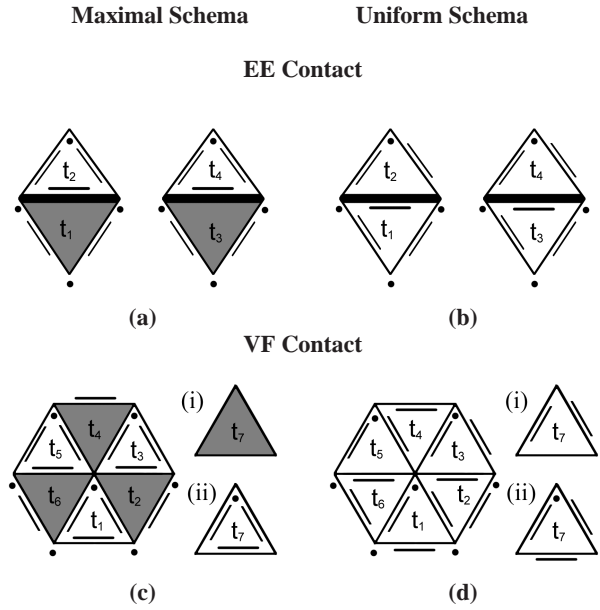 Maximal Schema Uniform Schema
EE Contact
t2 t4 t2 t4
t1 t3 t1 t3
(a) (b)
VF Contact
(i) (i)
t5 t4 t3 t7 t5 t4 t3 t7
t6 t1 t2 (ii) t7 t6 t1 t2 (ii) t7
(c) (d)